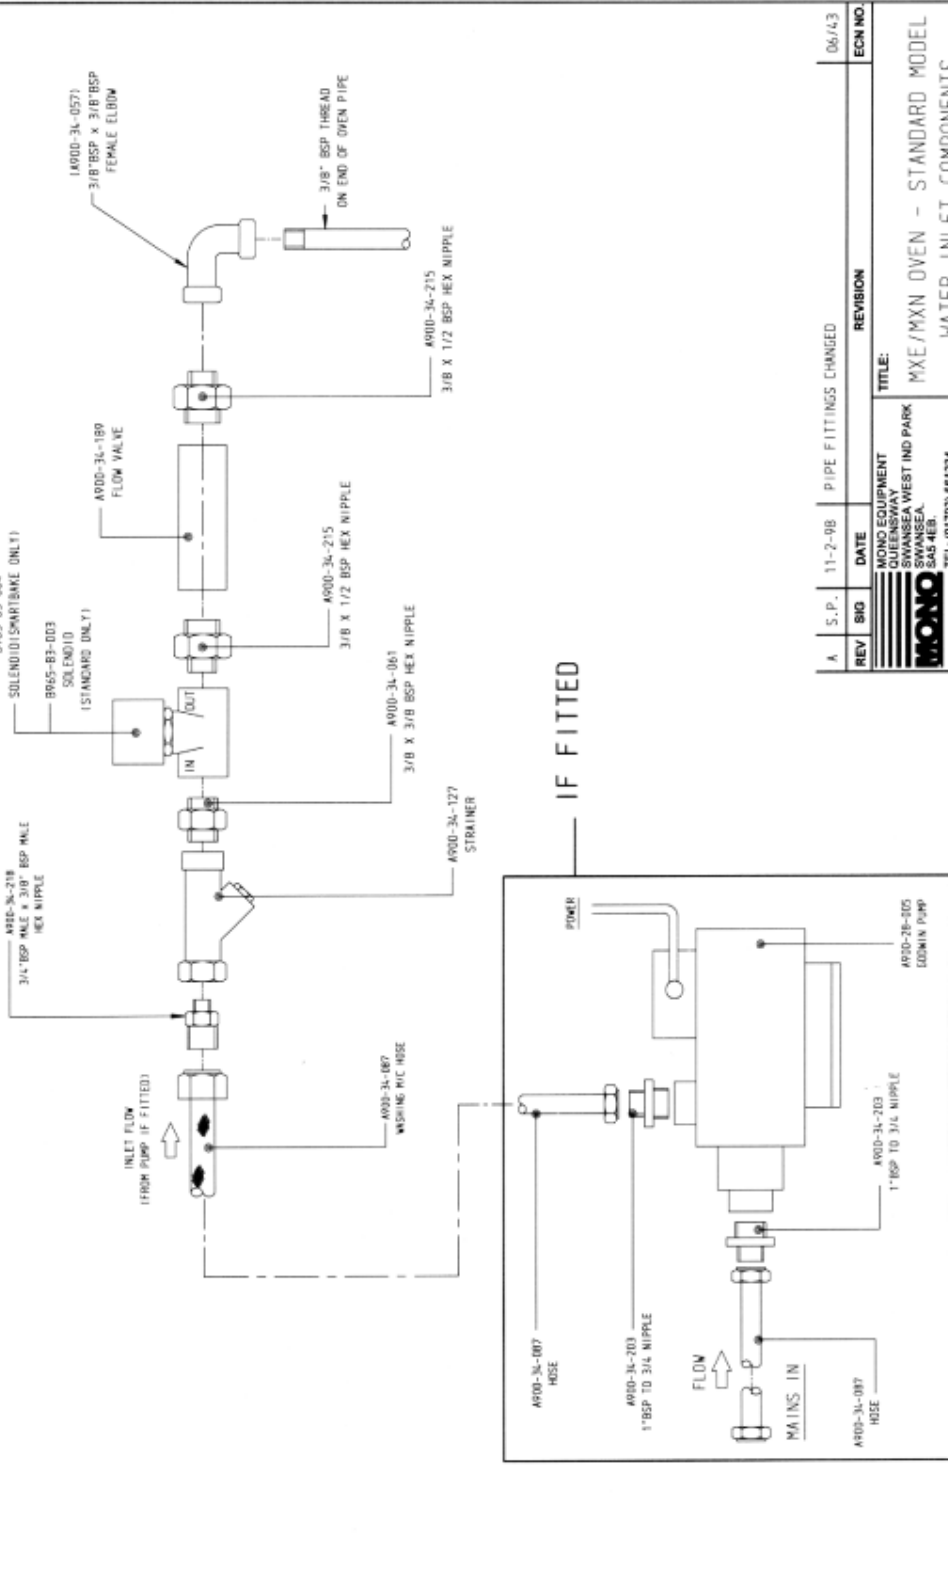 SOLENOID(SMARTBAKE ONLY)
B965-83-003
SOLENOID
(STANDARD ONLY)
A900-34-218
3/4"BSP MALE x 3/8" BSP MALE
HEX NIPPLE
INLET FLOW
(FROM PUMP IF FITTED)
A900-34-087
WASHING M/C HOSE
A900-34-127
STRAINER
A900-34-061
3/8 X 3/8 BSP HEX NIPPLE
IN
OUT
A900-34-215
3/8 X 1/2 BSP HEX NIPPLE
A900-34-189
FLOW VALVE
A900-34-215
3/8 X 1/2 BSP HEX NIPPLE
(A900-34-057)
3/8"BSP x 3/8"BSP
FEMALE ELBOW
3/8" BSP THREAD
ON END OF OVEN PIPE
IF FITTED
POWER
A900-34-087
HOSE
A900-34-203
1"BSP TO 3/4 NIPPLE
FLOW
MAINS IN
A900-34-087
HOSE
A900-34-203
1"BSP TO 3/4 NIPPLE
A900-28-005
GODWIN PUMP
A S.P. 11-2-98 PIPE FITTINGS CHANGED 06/43
REV SIG DATE REVISION ECN NO.
MONO
MONO EQUIPMENT
QUEENSWAY
SWANSEA WEST IND PARK
SWANSEA.
SA5 4EB.
TITLE:
MXE/MXN OVEN - STANDARD MODEL
WATER INLET COMPONENTS